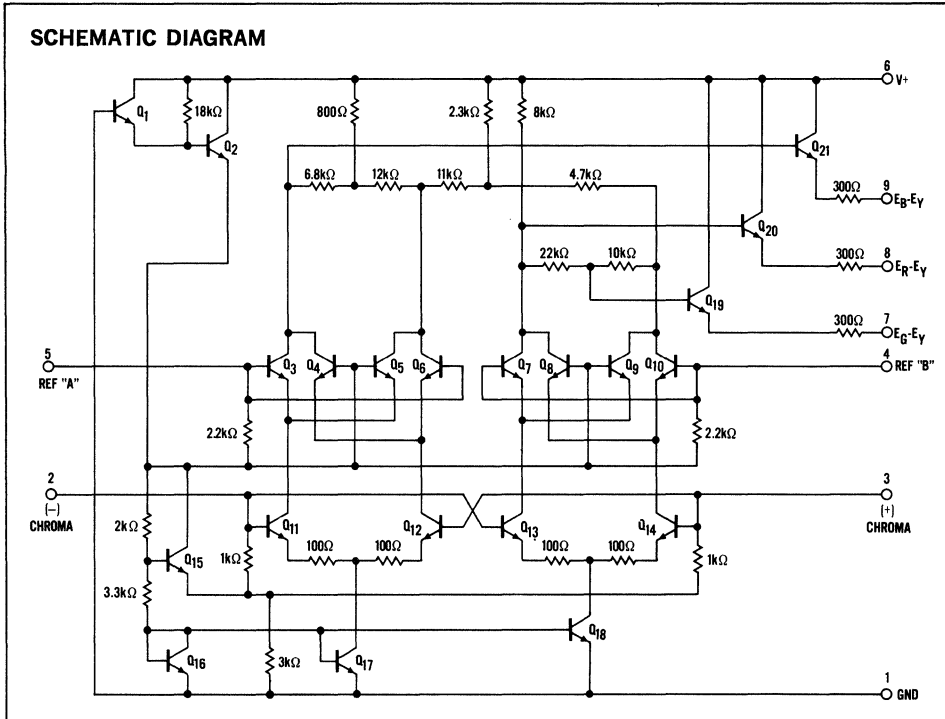 SCHEMATIC DIAGRAM
6
V+
Q1
18kΩ
800Ω
2.3kΩ
8kΩ
Q2
Q21
6.8kΩ
12kΩ
11kΩ
4.7kΩ
9
300Ω
EB-EY
Q20
8
300Ω
ER-EY
22kΩ
10kΩ
Q19
7
300Ω
EG-EY
5
REF "A"
Q3
Q4
Q5
Q6
Q7
Q8
Q9
Q10
4
REF "B"
2.2kΩ
2.2kΩ
2
(−)
CHROMA
3
(+)
CHROMA
2kΩ
Q11
Q12
Q13
Q14
Q15
1kΩ
100Ω
100Ω
100Ω
100Ω
1kΩ
3.3kΩ
Q18
Q16
3kΩ
Q17
1
GND